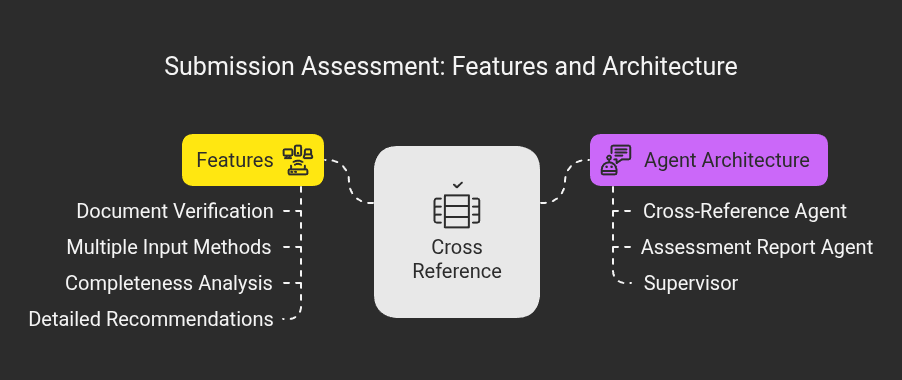 Submission Assessment: Features and Architecture
Features
Document Verification
Multiple Input Methods
Completeness Analysis
Detailed Recommendations
Cross
Reference
Agent Architecture
Cross-Reference Agent
Assessment Report Agent
Supervisor